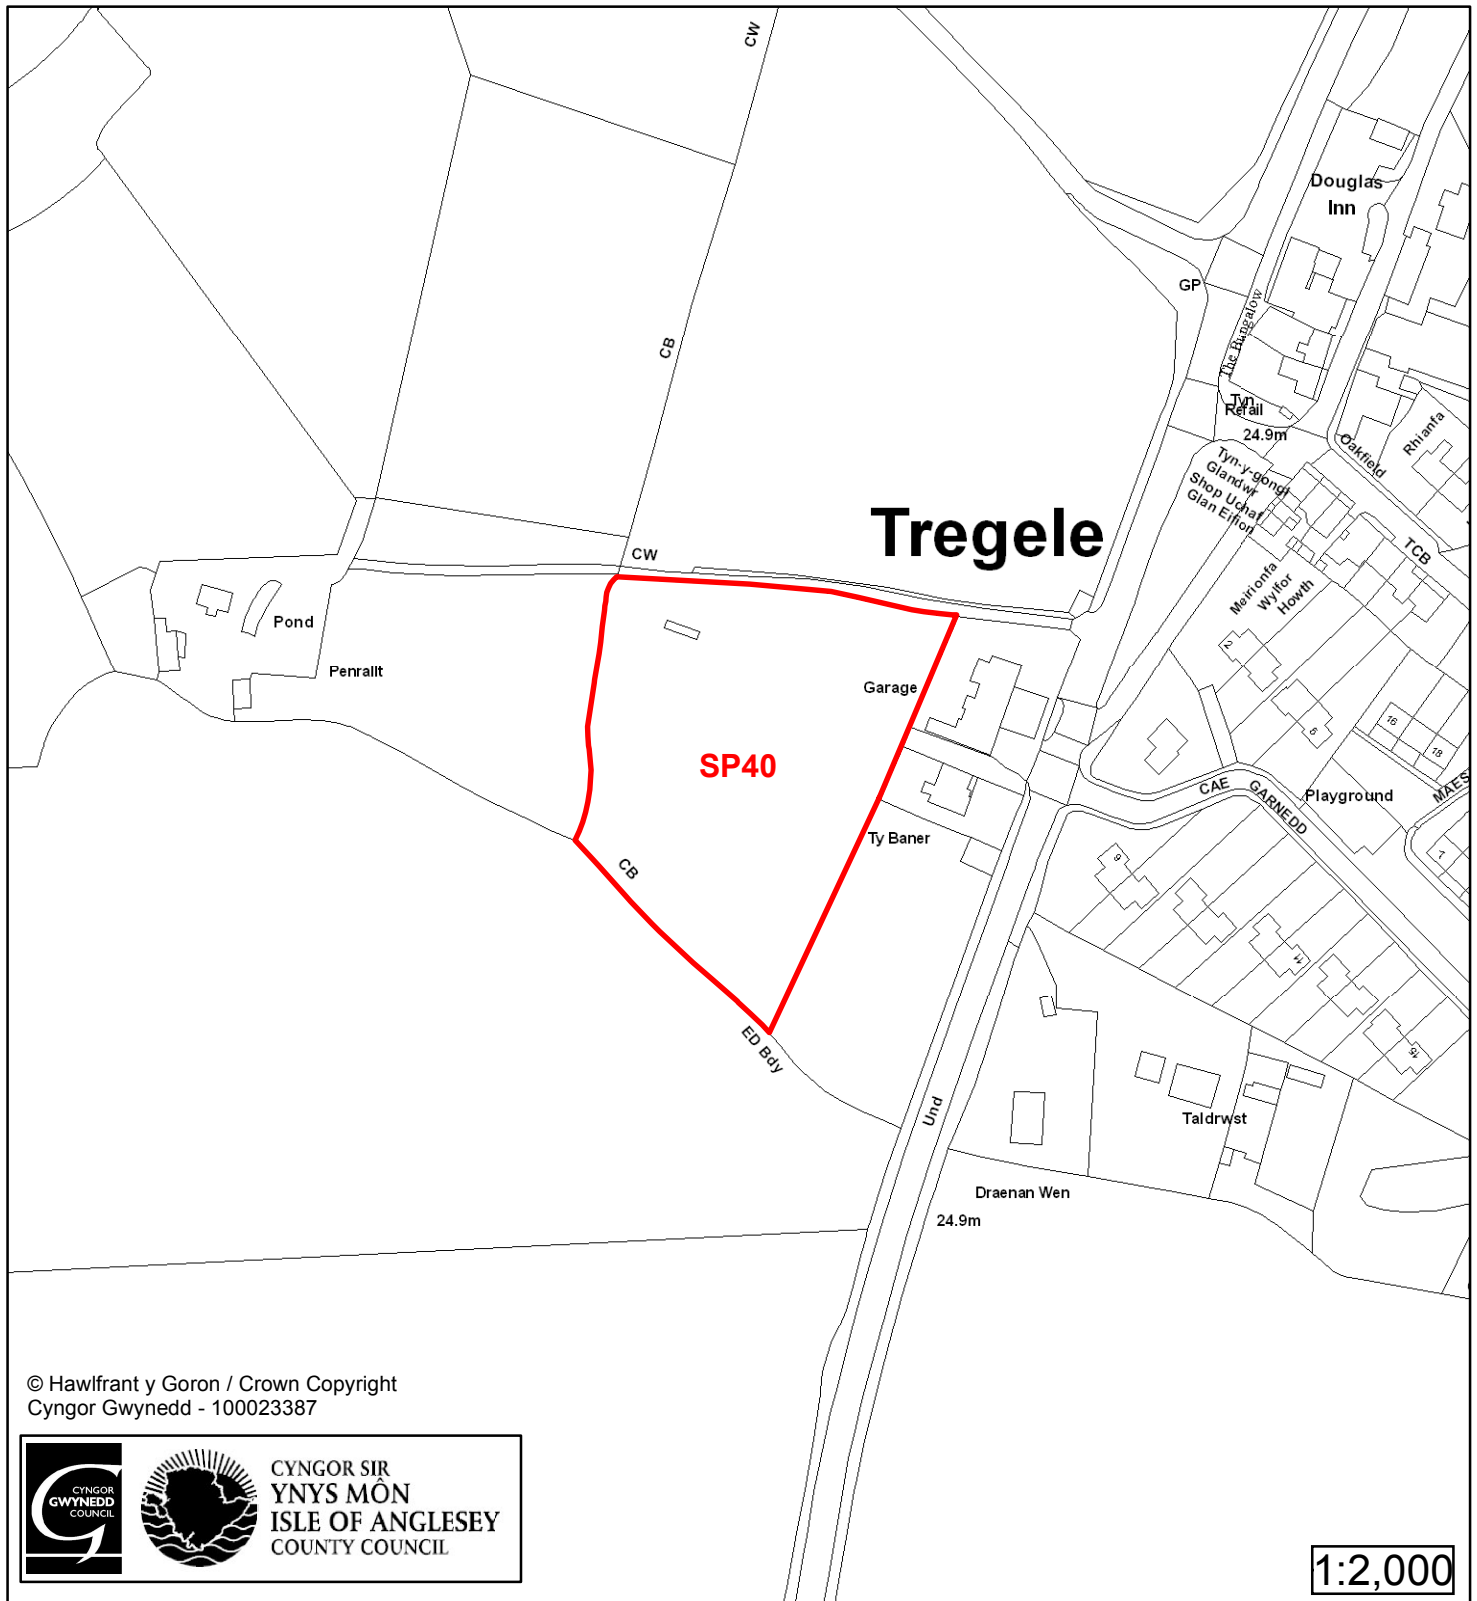 CW
Douglas
Inn
GP
The Bungalow
CB
Tyn
Refail
24.9m
Oakfield
Rhianfa
Tyn-y-gongl
Glandwr
Shop Uchaf
Glan Eifion
Tregele
TCB
CW
Meirionfa
Wylfor
Howth
Pond
2
Penrallt
Garage
6
16
18
SP40
CAE GARNEDD
Playground
MAES
Ty Baner
7
9
CB
11
ED Bdy
15
Und
Taldrwst
Draenan Wen
24.9m
© Hawlfrant y Goron / Crown Copyright
Cyngor Gwynedd - 100023387
CYNGOR
GWYNEDD
COUNCIL
CYNGOR SIR
YNYS MÔN
ISLE OF ANGLESEY
COUNTY COUNCIL
1:2,000